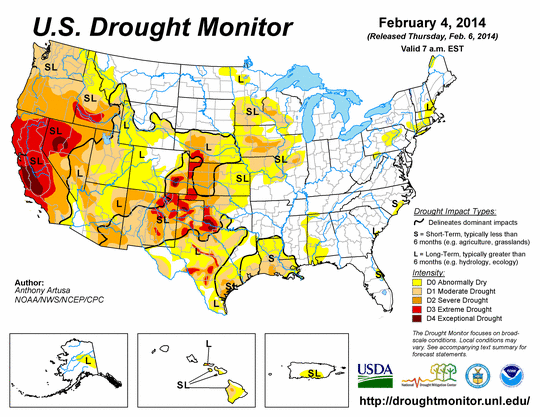 U.S. Drought Monitor
February 4, 2014
(Released Thursday, Feb. 6, 2014)
Valid 7 a.m. EST
SL
L
L
SL
SL
L
SL
SL
L
L
L
SL
SL
L
SL
S
L
SL
L
SL
S
S
L
S
Drought Impact Types:
Delineates dominant impacts
S = Short-Term, typically less than
6 months (e.g. agriculture, grasslands)
L = Long-Term, typically greater than
6 months (e.g. hydrology, ecology)
Intensity:
D0 Abnormally Dry
D1 Moderate Drought
D2 Severe Drought
D3 Extreme Drought
D4 Exceptional Drought
Author:
Anthony Artusa
NOAA/NWS/NCEP/CPC
The Drought Monitor focuses on broad-
scale conditions. Local conditions may
vary. See accompanying text summary for
forecast statements.
L
L
SL
SL
USDA
National Drought Mitigation Center
http://droughtmonitor.unl.edu/